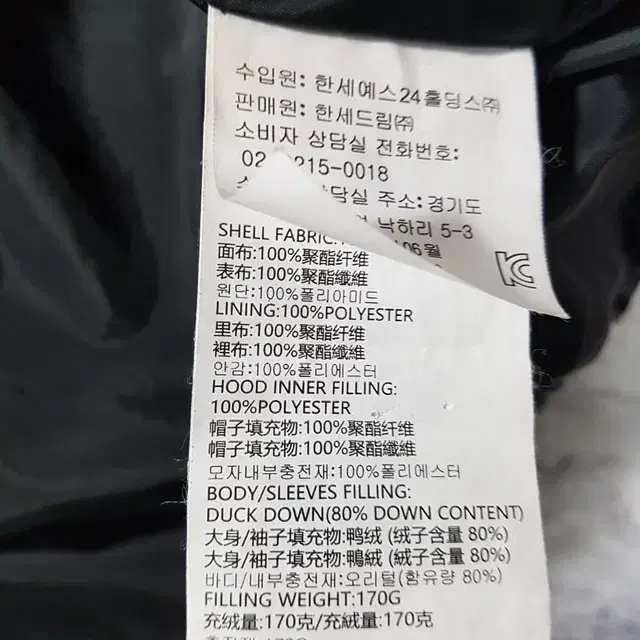 수입원: 한세예스24홀딩스㈜
판매원: 한세드림㈜
소비자 상담실 전화번호:
02 215-0018
상담실 주소: 경기도
낙하리 5-3
SHELL FABRIC
06월
面布:100%聚酯纤维
表布:100%聚酯纖維
원단:100%폴리아미드
LINING:100%POLYESTER
里布:100%聚酯纤维
裡布:100%聚酯纖維
안감:100%폴리에스터
HOOD INNER FILLING:
100%POLYESTER
帽子填充物:100%聚酯纤维
帽子填充物:100%聚酯纖維
모자내부충전재:100%폴리에스터
BODY/SLEEVES FILLING:
DUCK DOWN(80% DOWN CONTENT)
大身/袖子填充物:鸭绒 (绒子含量 80%)
大身/袖子填充物:鴨絨 (絨子含量 80%)
바디/내부충전재:오리털(함유량 80%)
FILLING WEIGHT:170G
充绒:170克/充絨:170克